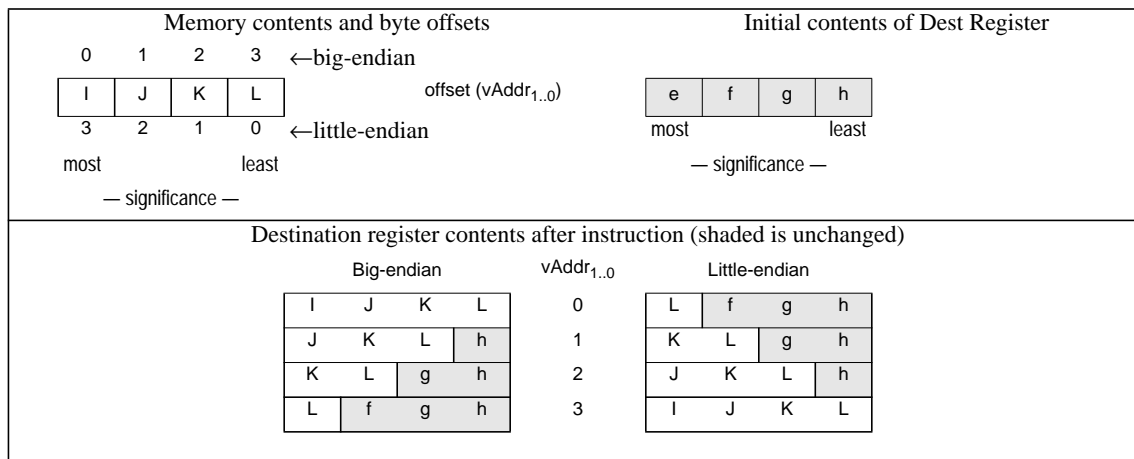 Memory contents and byte offsets
Initial contents of Dest Register
0 1 2 3 ←big-endian
I J K L
offset (vAddr1..0)
e f g h
3 2 1 0 ←little-endian
most least
most least
— significance —
— significance —
Destination register contents after instruction (shaded is unchanged)
Big-endian vAddr1..0 Little-endian
I J K L 0 L f g h
J K L h 1 K L g h
K L g h 2 J K L h
L f g h 3 I J K L